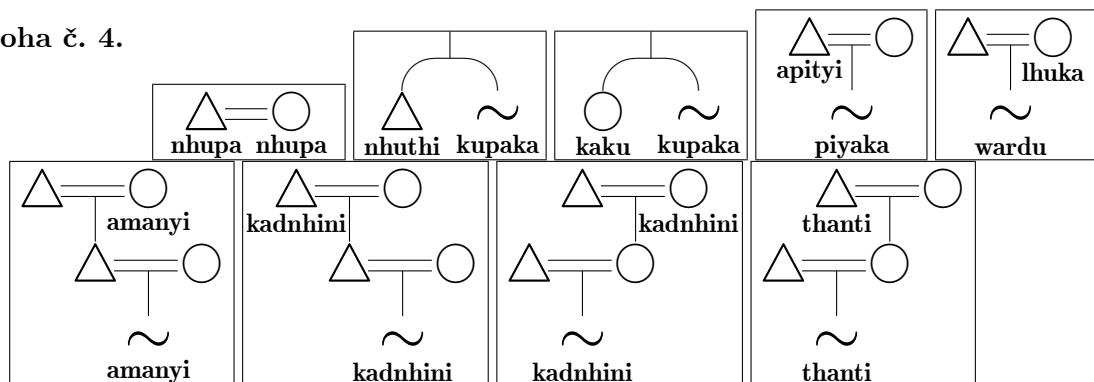 oha č. 4.
apityi
lhuka
nhupa nhupa
nhuthi kupaka
kaku kupaka
piyaka
wardu
amanyi
kadnhini
kadnhini
thanti
amanyi
kadnhini
kadnhini
thanti